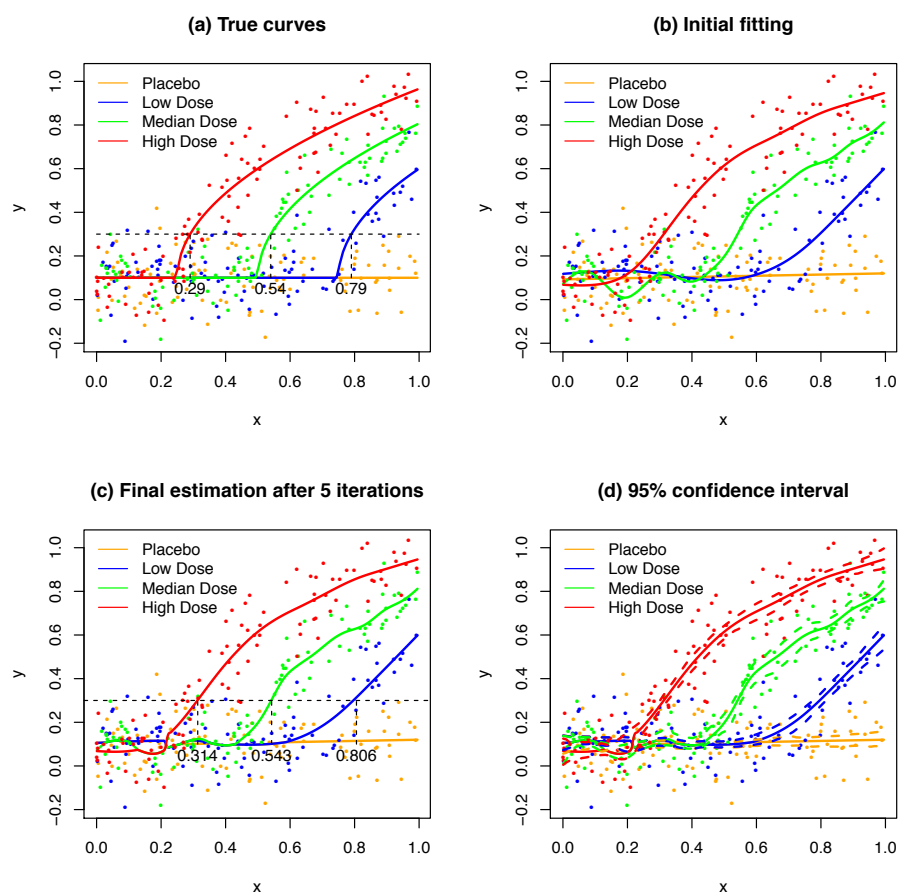 (a) True curves
Placebo
Low Dose
Median Dose
High Dose
0.29
0.54
0.79
y
−0.2
0.0
0.2
0.4
0.6
0.8
1.0
0.0
0.2
0.4
0.6
0.8
1.0
x
(b) Initial fitting
Placebo
Low Dose
Median Dose
High Dose
y
−0.2
0.0
0.2
0.4
0.6
0.8
1.0
0.0
0.2
0.4
0.6
0.8
1.0
x
(c) Final estimation after 5 iterations
Placebo
Low Dose
Median Dose
High Dose
0.314
0.543
0.806
y
−0.2
0.0
0.2
0.4
0.6
0.8
1.0
0.0
0.2
0.4
0.6
0.8
1.0
x
(d) 95% confidence interval
Placebo
Low Dose
Median Dose
High Dose
y
−0.2
0.0
0.2
0.4
0.6
0.8
1.0
0.0
0.2
0.4
0.6
0.8
1.0
x